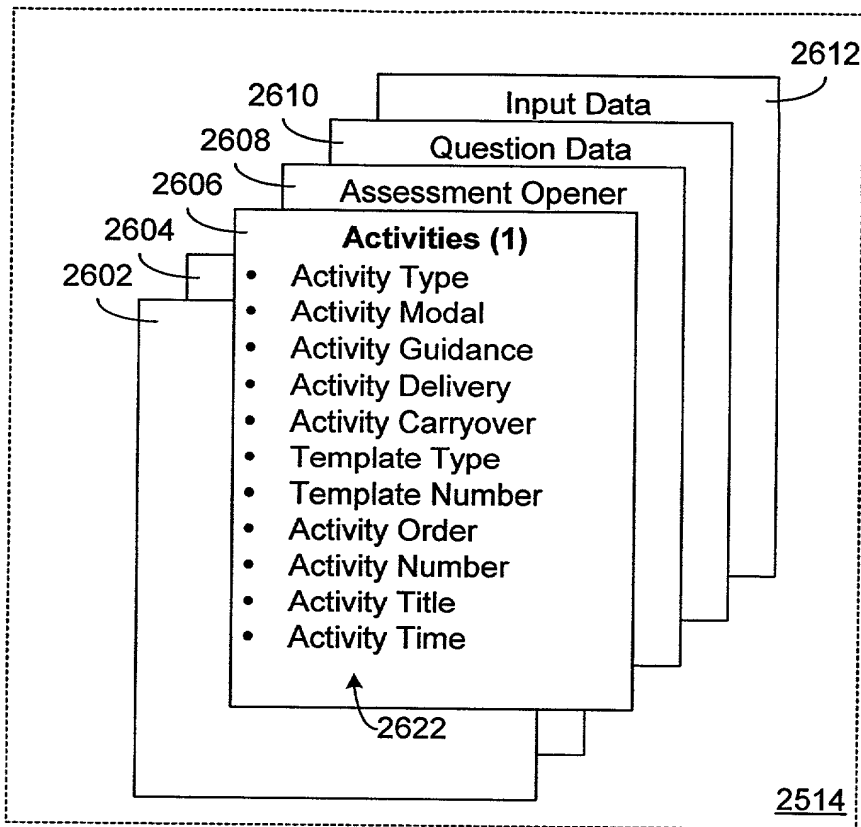 2612
Input Data
2610
Question Data
2608
Assessment Opener
2606
Activities (1)
2604
2602
• Activity Type
• Activity Modal
• Activity Guidance
• Activity Delivery
• Activity Carryover
• Template Type
• Template Number
• Activity Order
• Activity Number
• Activity Title
• Activity Time
2622
2514